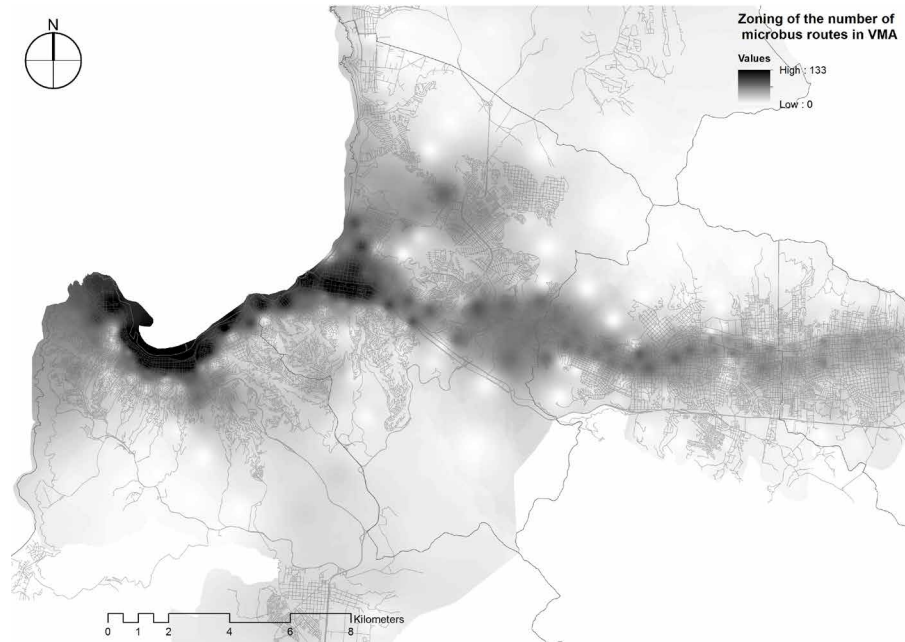 N
Zoning of the number of
microbus routes in VMA
Values
High : 133
Low : 0
Kilometers
0 1 2 4 6 8